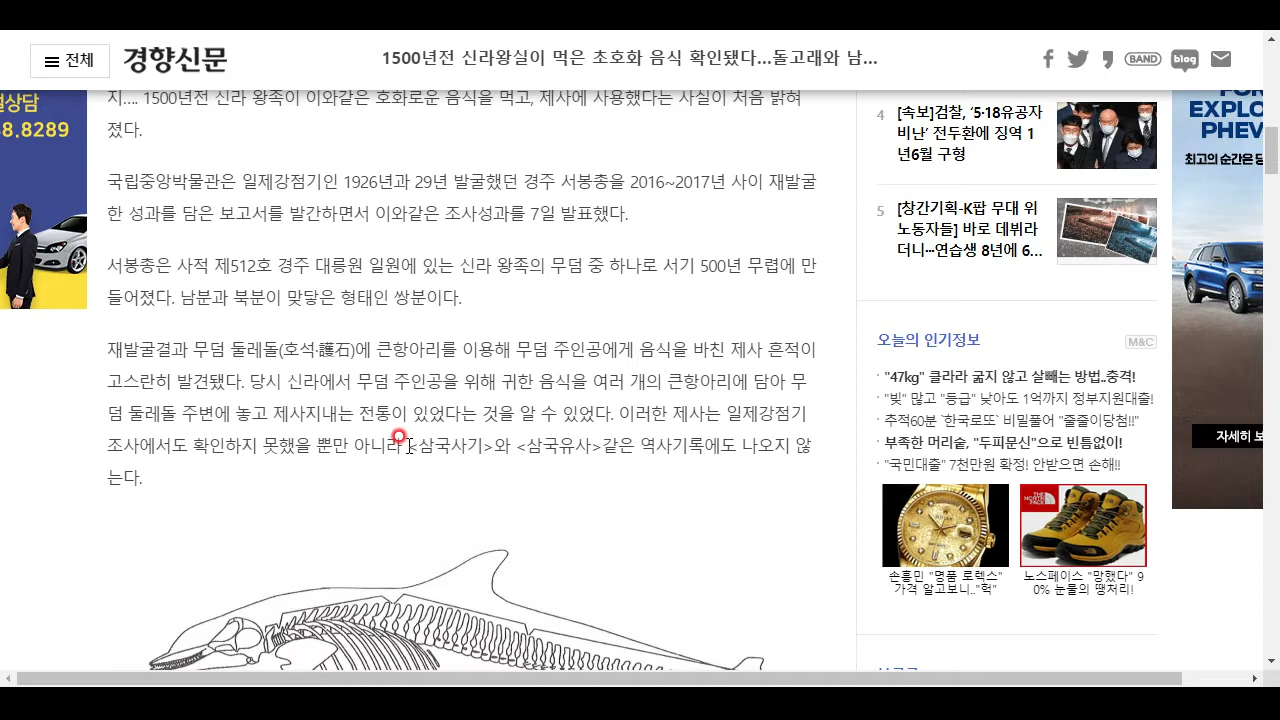 전체
경향신문
1500년전 신라왕실이 먹은 초호화 음식 확인됐다...돌고래와 남...
BAND
blog
지.... 1500년전 신라 왕족이 이와같은 호화로운 음식을 먹고, 제사에 사용했다는 사실이 처음 밝혀
졌다.
국립중앙박물관은 일제강점기인 1926년과 29년 발굴했던 경주 서봉총을 2016~2017년 사이 재발굴
한 성과를 담은 보고서를 발간하면서 이와같은 조사성과를 7일 발표했다.
서봉총은 사적 제512호 경주 대릉원 일원에 있는 신라 왕족의 무덤 중 하나로 서기 500년 무렵에 만
들어졌다. 남분과 북분이 맞닿은 형태인 쌍분이다.
재발굴결과 무덤 둘레돌(호석·護石)에 큰항아리를 이용해 무덤 주인공에게 음식을 바친 제사 흔적이
고스란히 발견됐다. 당시 신라에서 무덤 주인공을 위해 귀한 음식을 여러 개의 큰항아리에 담아 무
덤 둘레돌 주변에 놓고 제사지내는 전통이 있었다는 것을 알 수 있었다. 이러한 제사는 일제강점기
조사에서도 확인하지 못했을 뿐만 아니라 <삼국사기>와 <삼국유사>같은 역사기록에도 나오지 않
는다.
상담
8.8289
4 [속보]검찰, ‘5·18유공자
비난’ 전두환에 징역 1
년6월 구형
5 [창간기획-K팝 무대 위
노동자들] 바로 데뷔라
더니···연습생 8년에 6...
오늘의 인기정보
M&C
· "47kg" 클라라 굶지 않고 살빼는 방법..충격!
· "빚" 많고 "등급" 낮아도 1억까지 정부지원대출!
· 추적60분 `한국로또` 비밀풀어 "줄줄이당첨!!"
· 부족한 머리숱, "두피문신"으로 빈틈없이!
· "국민대출" 7천만원 확정! 안받으면 손해!!
THE
NORTH
FACE
손흥민 "명품 로렉스"
가격 알고보니.."헉"
노스페이스 "망했다" 9
0% 눈물의 땡처리!
EXPLO
PHEV
최고의 순간은 당
자세히 보